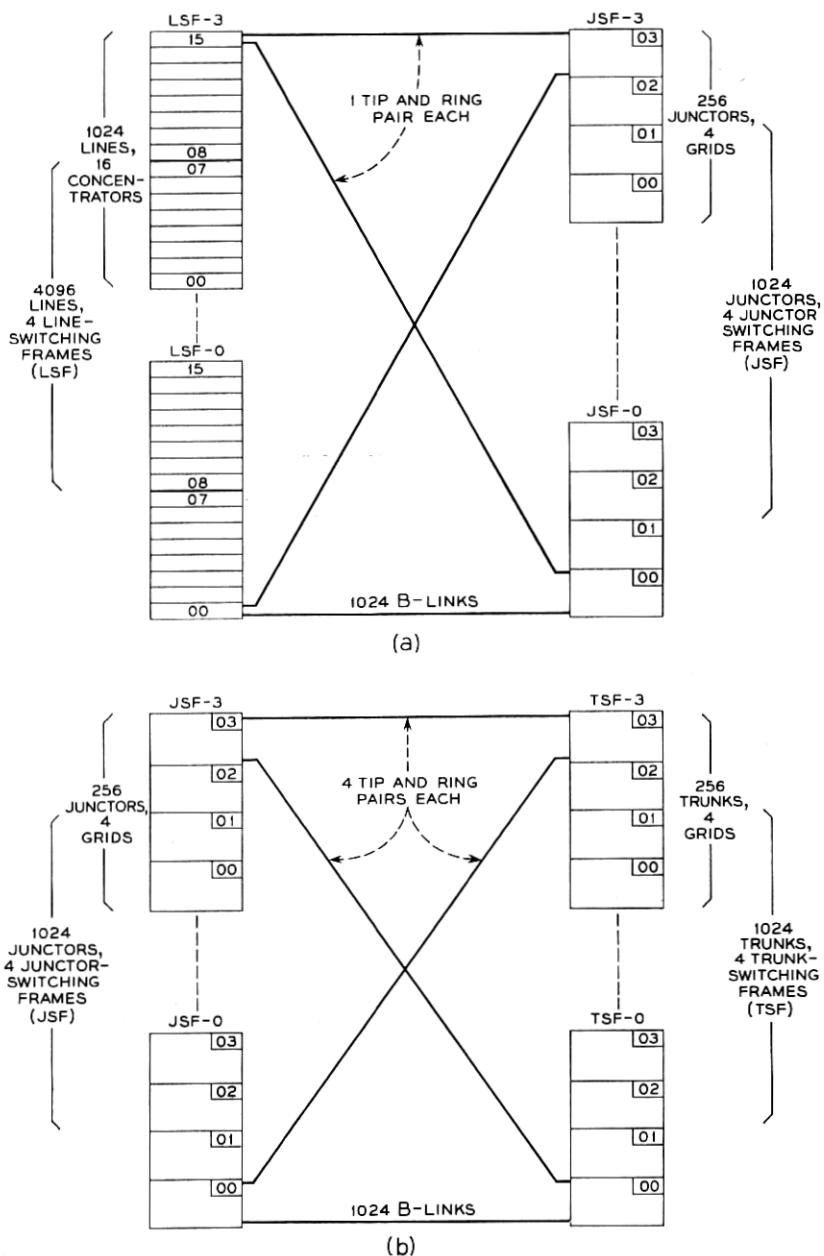 LSF-3
JSF-3
15
03
1 TIP AND RING
PAIR EACH
02
256
JUNCTORS,
4
GRIDS
1024
LINES,
16
CONCEN-
TRATORS
08
07
01
00
00
4096
LINES,
4 LINE-
SWITCHING
FRAMES
(LSF)
1024
JUNCTORS,
4 JUNCTOR
SWITCHING
FRAMES
(JSF)
LSF-0
15
JSF-0
03
08
07
02
01
00
00
1024 B-LINKS
(a)
JSF-3
TSF-3
03
03
02
02
4 TIP AND RING
PAIRS EACH
256
JUNCTORS,
4
GRIDS
256
TRUNKS,
4
GRIDS
01
01
00
00
1024
JUNCTORS,
4 JUNCTOR-
SWITCHING
FRAMES
(JSF)
1024
TRUNKS,
4 TRUNK-
SWITCHING
FRAMES
(TSF)
JSF-0
TSF-0
03
03
02
02
01
01
00
00
1024 B-LINKS
(b)